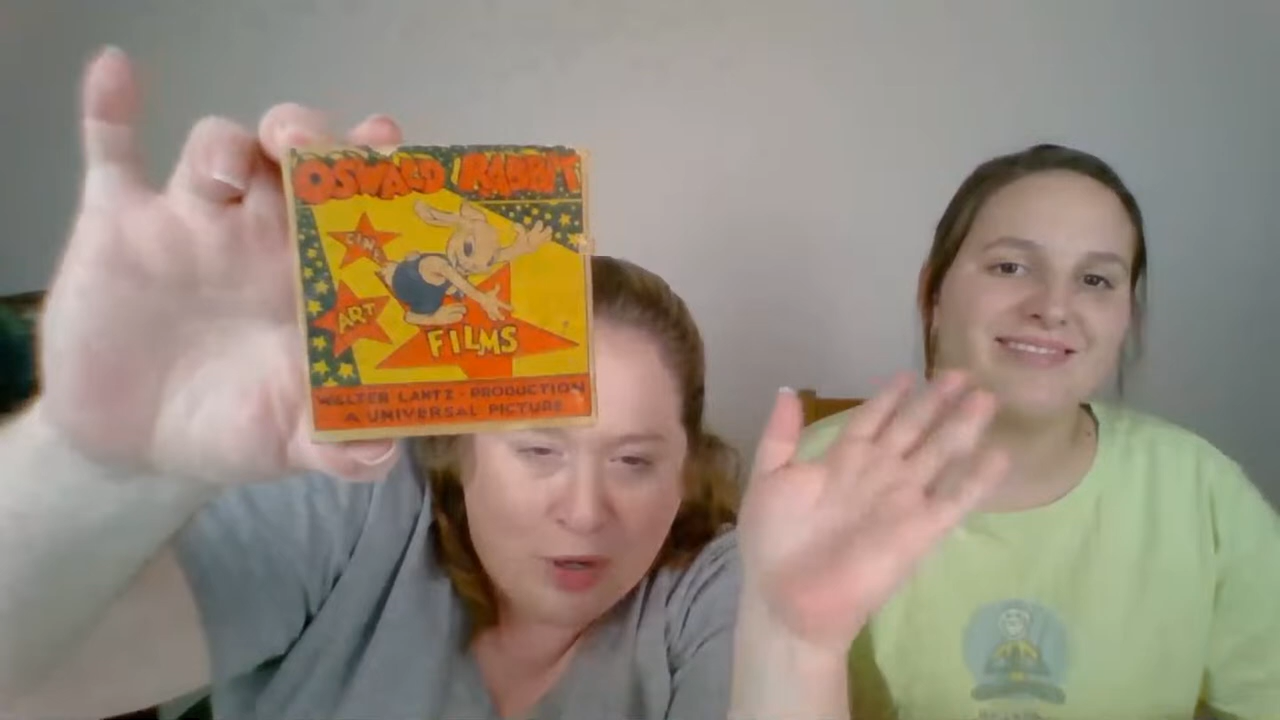 OSWALD RABBIT
CINE
ART
FILMS
WALTER LANTZ - PRODUCTION
A UNIVERSAL PICTURE